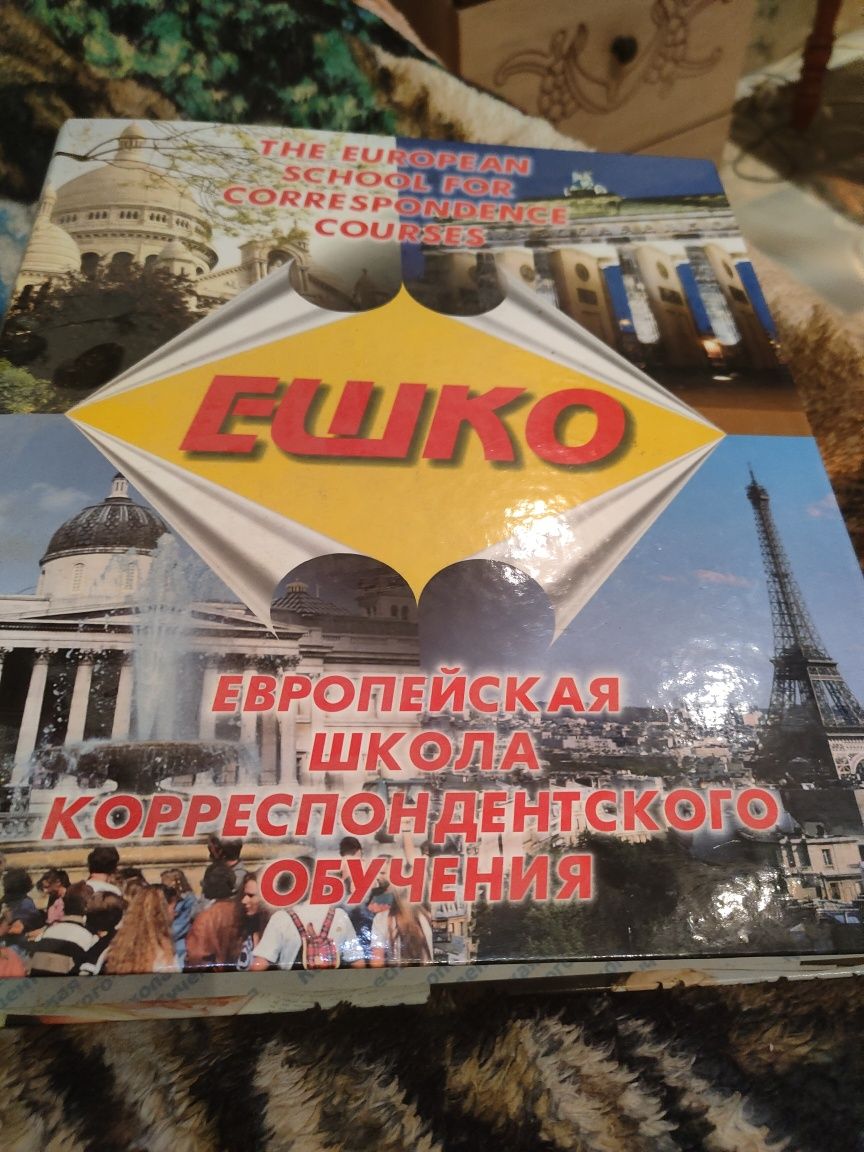 THE EUROPEAN
SCHOOL FOR
CORRESPONDENCE
COURSES
ЕШКО
ЕВРОПЕЙСКАЯ
ШКОЛА
КОРРЕСПОНДЕНТСКОГО
ОБУЧЕНИЯ